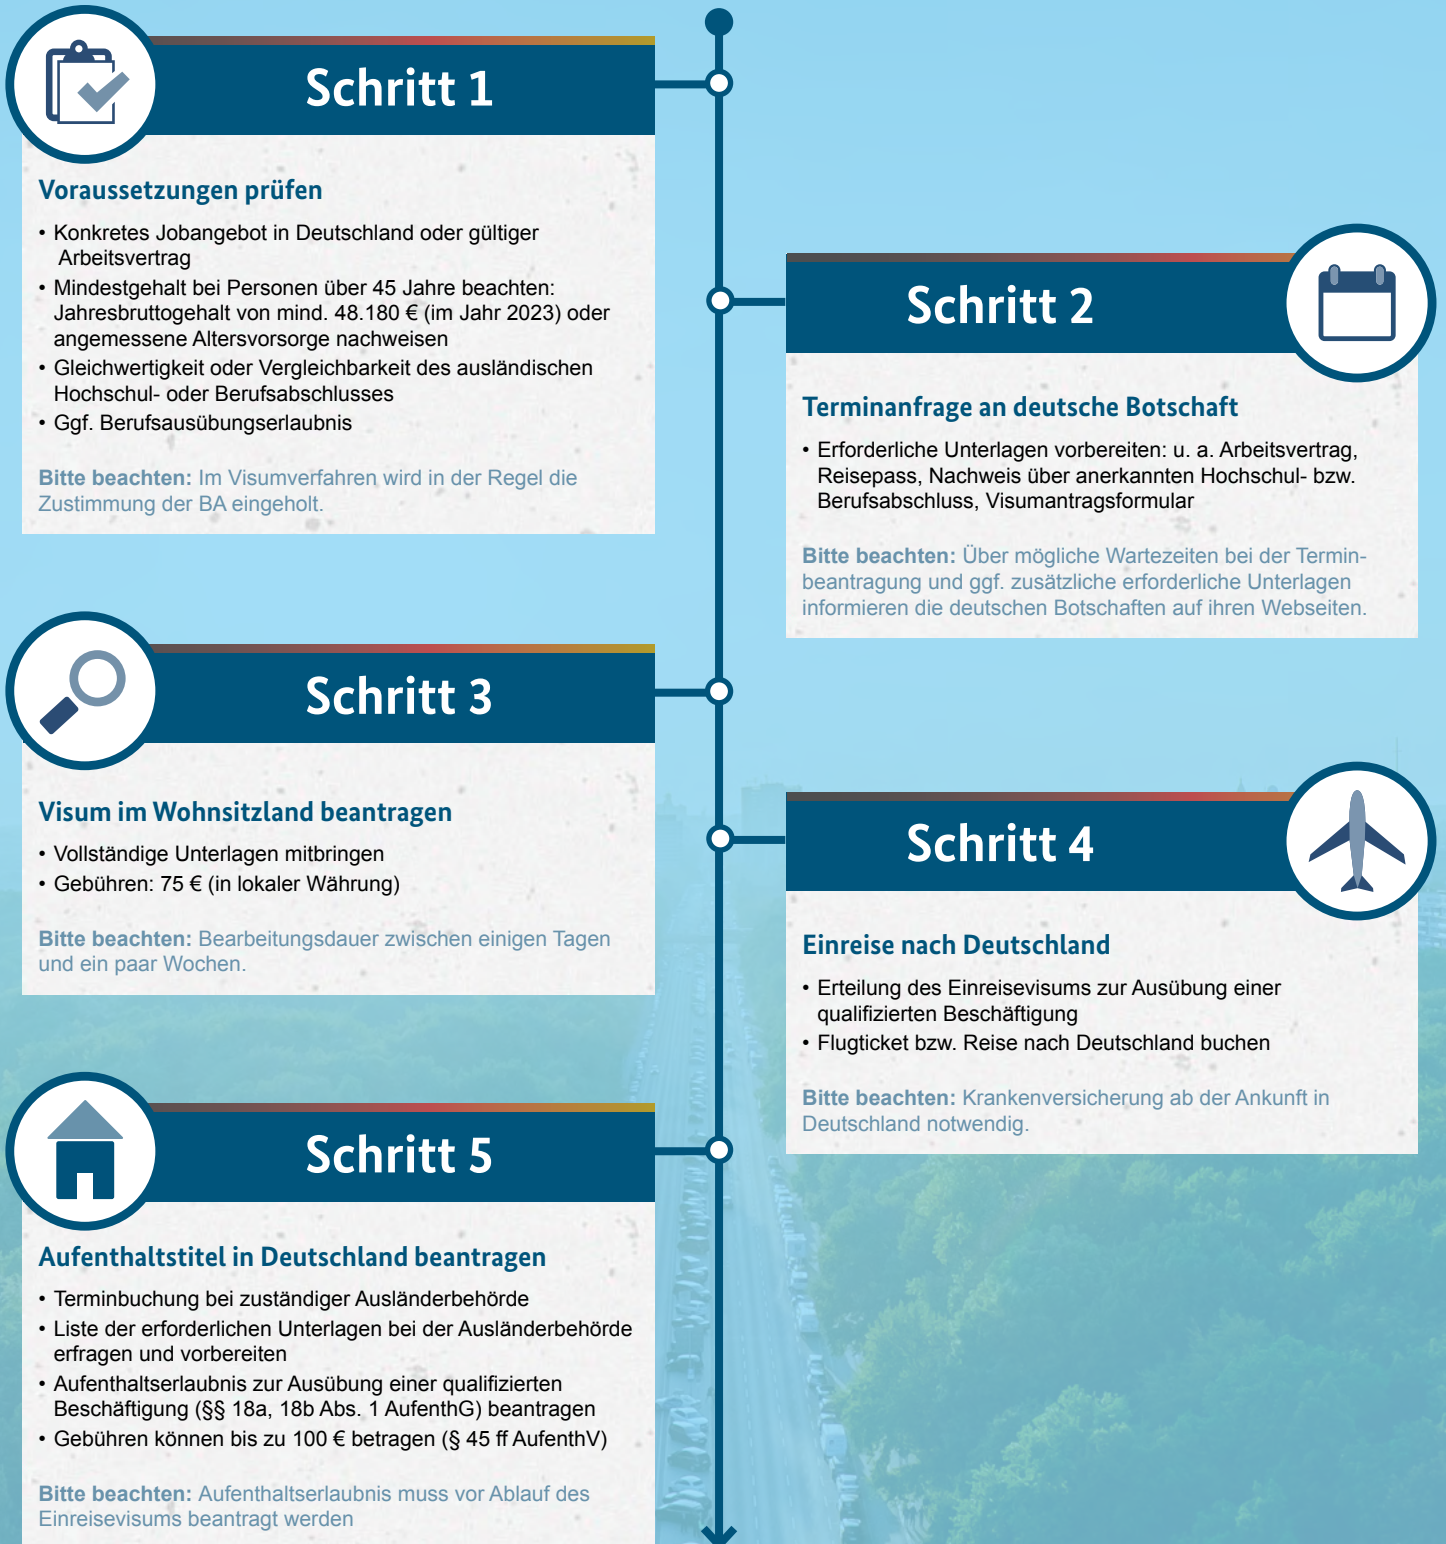 Schritt 1
Voraussetzungen prüfen
• Konkretes Jobangebot in Deutschland oder gültiger
Arbeitsvertrag
• Mindestgehalt bei Personen über 45 Jahre beachten:
Jahresbruttogehalt von mind. 48.180 € (im Jahr 2023) oder
angemessene Altersvorsorge nachweisen
• Gleichwertigkeit oder Vergleichbarkeit des ausländischen
Hochschul- oder Berufsabschlusses
• Ggf. Berufsausübungserlaubnis
Bitte beachten: Im Visumverfahren wird in der Regel die
Zustimmung der BA eingeholt.
Schritt 2
Terminanfrage an deutsche Botschaft
• Erforderliche Unterlagen vorbereiten: u. a. Arbeitsvertrag,
Reisepass, Nachweis über anerkannten Hochschul- bzw.
Berufsabschluss, Visumantragsformular
Bitte beachten: Über mögliche Wartezeiten bei der Termin-
beantragung und ggf. zusätzliche erforderliche Unterlagen
informieren die deutschen Botschaften auf ihren Webseiten.
Schritt 3
Visum im Wohnsitzland beantragen
• Vollständige Unterlagen mitbringen
• Gebühren: 75 € (in lokaler Währung)
Bitte beachten: Bearbeitungsdauer zwischen einigen Tagen
und ein paar Wochen.
Schritt 4
Einreise nach Deutschland
• Erteilung des Einreisevisums zur Ausübung einer
qualifizierten Beschäftigung
• Flugticket bzw. Reise nach Deutschland buchen
Bitte beachten: Krankenversicherung ab der Ankunft in
Deutschland notwendig.
Schritt 5
Aufenthaltstitel in Deutschland beantragen
• Terminbuchung bei zuständiger Ausländerbehörde
• Liste der erforderlichen Unterlagen bei der Ausländerbehörde
erfragen und vorbereiten
• Aufenthaltserlaubnis zur Ausübung einer qualifizierten
Beschäftigung (§§ 18a, 18b Abs. 1 AufenthG) beantragen
• Gebühren können bis zu 100 € betragen (§ 45 ff AufenthV)
Bitte beachten: Aufenthaltserlaubnis muss vor Ablauf des
Einreisevisums beantragt werden